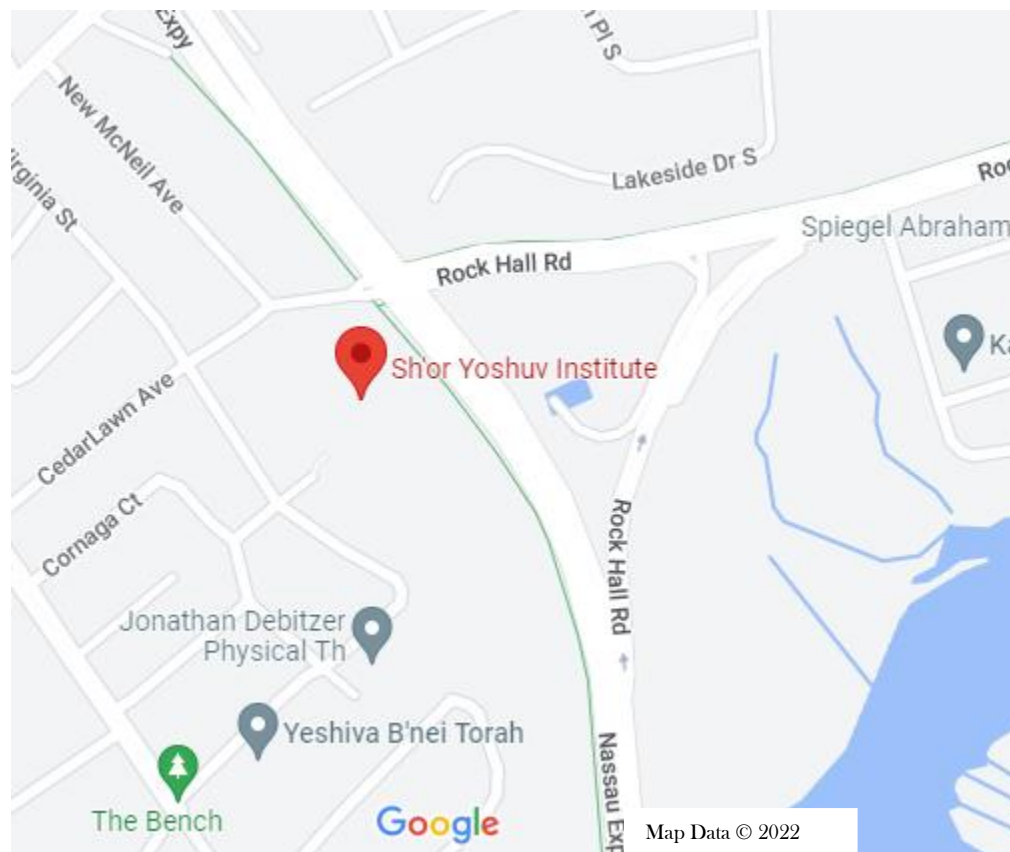 Expy
Pl S
New McNeil Ave
Lakeside Dr S
Virginia St
Spiegel Abraham
Rock Hall Rd
Sh'or Yoshuv Institute
CedarLawn Ave
Cornaga Ct
Rock Hall Rd
Jonathan Debitzer
Physical Th
Yeshiva B'nei Torah
Nassau Exp
The Bench
Google
Map Data © 2022